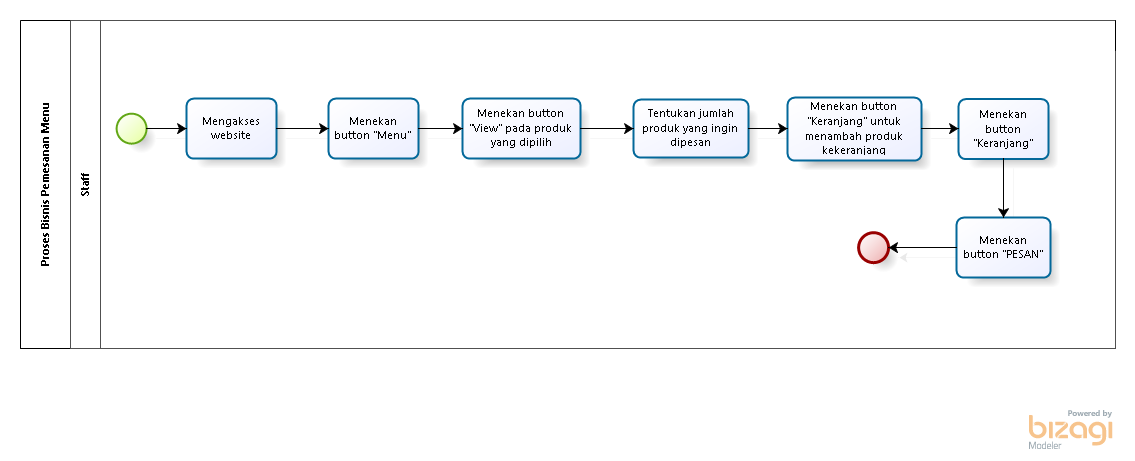 Proses Bisnis Pemesanan Menu
Staff
Mengakses
website
Menekan
button "Menu"
Menekan button
"View" pada produk
yang dipilih
Tentukan jumlah
produk yang ingin
dipesan
Menekan button
"Keranjang" untuk
menambah produk
kekeranjang
Menekan
button
"Keranjang"
Menekan
button "PESAN"
Powered by
bizagi
Modeler